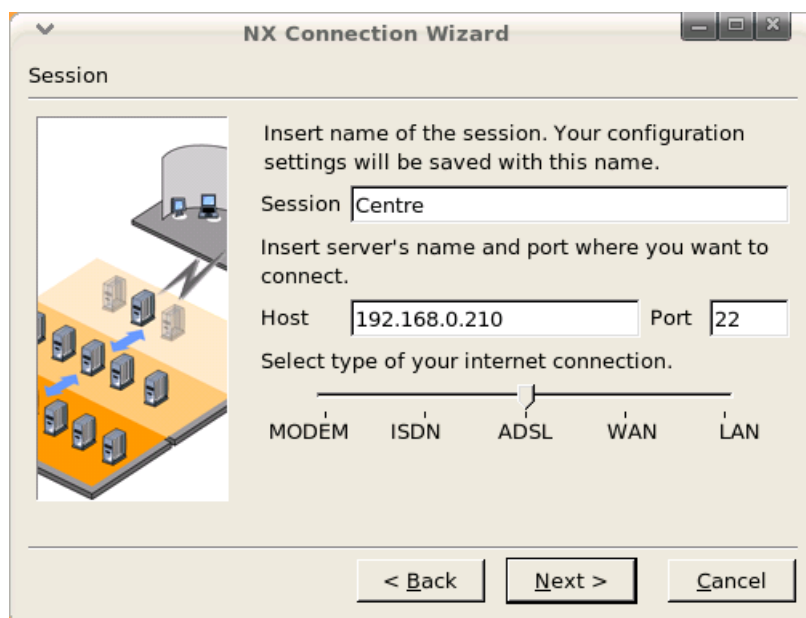 NX Connection Wizard
Session
Insert name of the session. Your configuration
settings will be saved with this name.
Session Centre
Insert server's name and port where you want to
connect.
Host 192.168.0.210 Port 22
Select type of your internet connection.
MODEM ISDN ADSL WAN LAN
< Back Next > Cancel